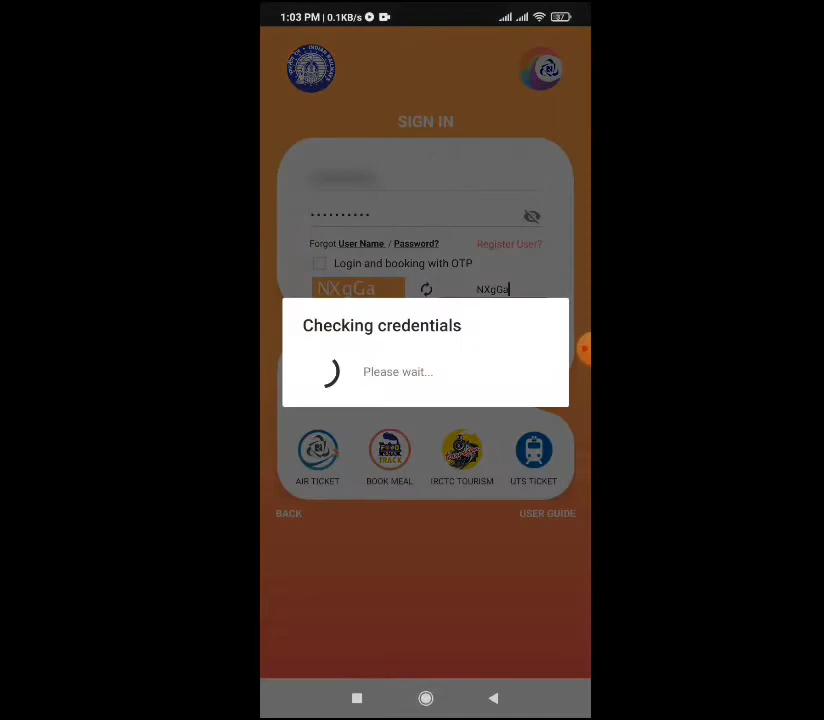 1:03 PM | 0.1KB/s
37
SIGN IN
••••••••••
Forgot User Name / Password?
Register User?
Login and booking with OTP
NXgGa
NXgGa
Checking credentials
Please wait...
AIR TICKET
BOOK MEAL
IRCTC TOURISM
UTS TICKET
BACK
USER GUIDE